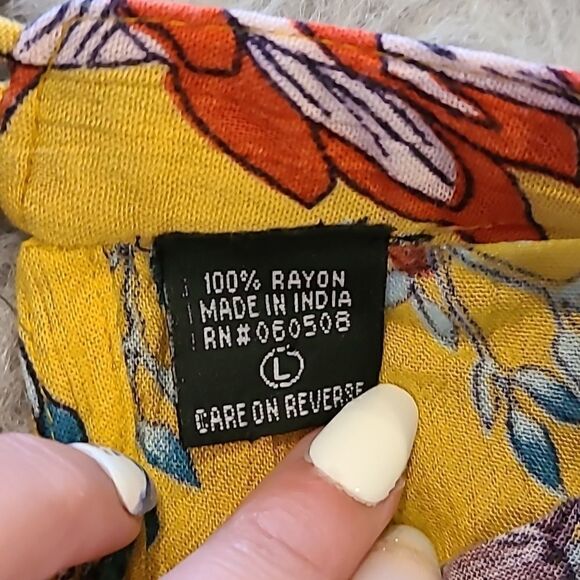 100% RAYON
MADE IN INDIA
RN# 060508
L
CARE ON REVERSE